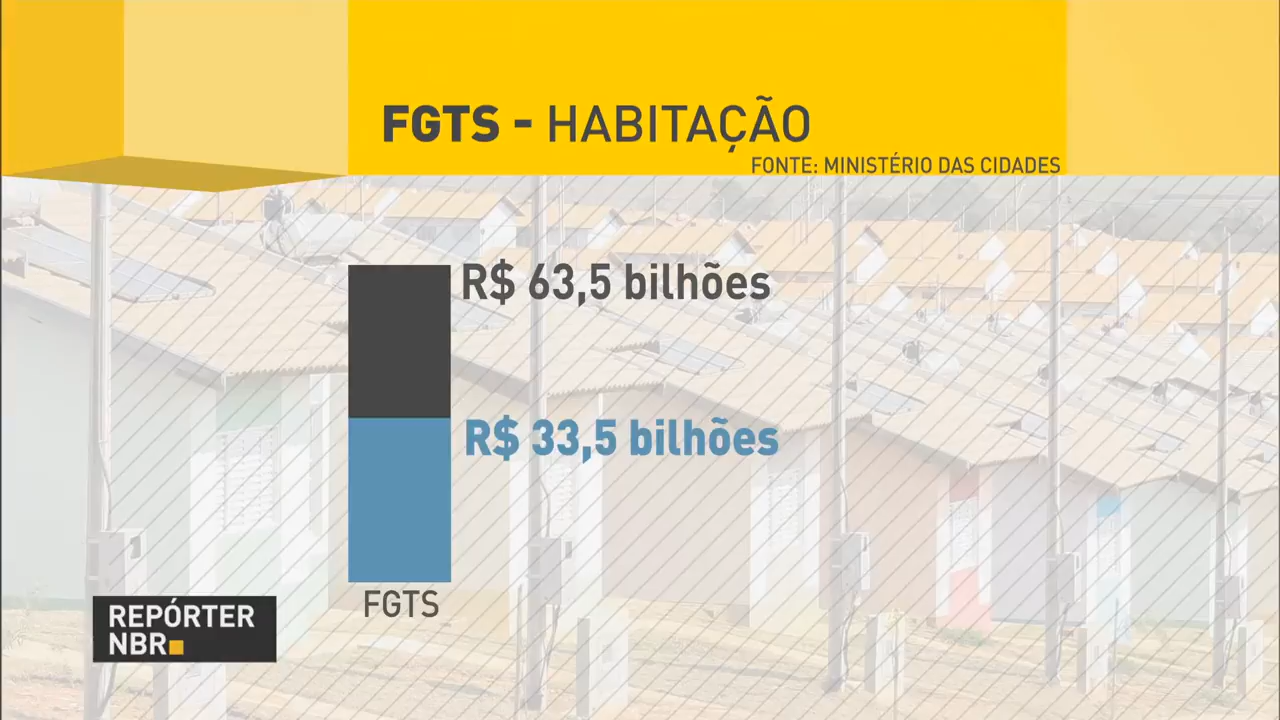 FGTS - HABITAÇÃO
FONTE: MINISTÉRIO DAS CIDADES
R$ 63,5 bilhões
R$ 33,5 bilhões
FGTS
REPÓRTER
NBR